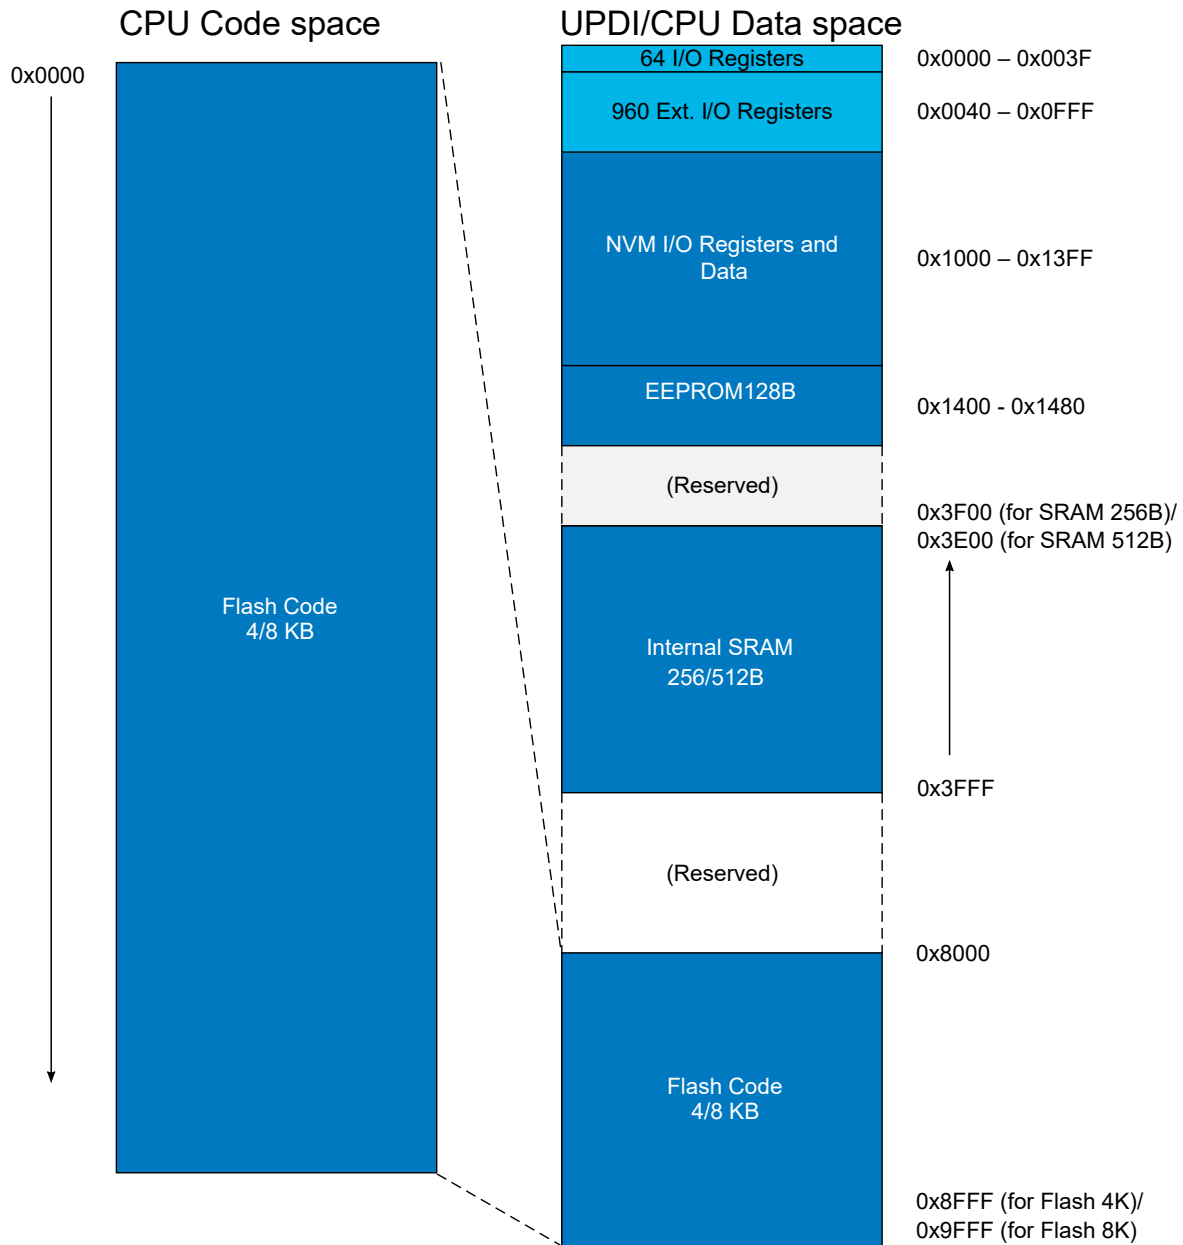 CPU Code space
UPDI/CPU Data space
0x0000
64 I/O Registers
0x0000 – 0x003F
960 Ext. I/O Registers
0x0040 – 0x0FFF
NVM I/O Registers and
Data
0x1000 – 0x13FF
EEPROM128B
0x1400 - 0x1480
(Reserved)
0x3F00 (for SRAM 256B)/
0x3E00 (for SRAM 512B)
Flash Code
4/8 KB
Internal SRAM
256/512B
0x3FFF
(Reserved)
0x8000
Flash Code
4/8 KB
0x8FFF (for Flash 4K)/
0x9FFF (for Flash 8K)